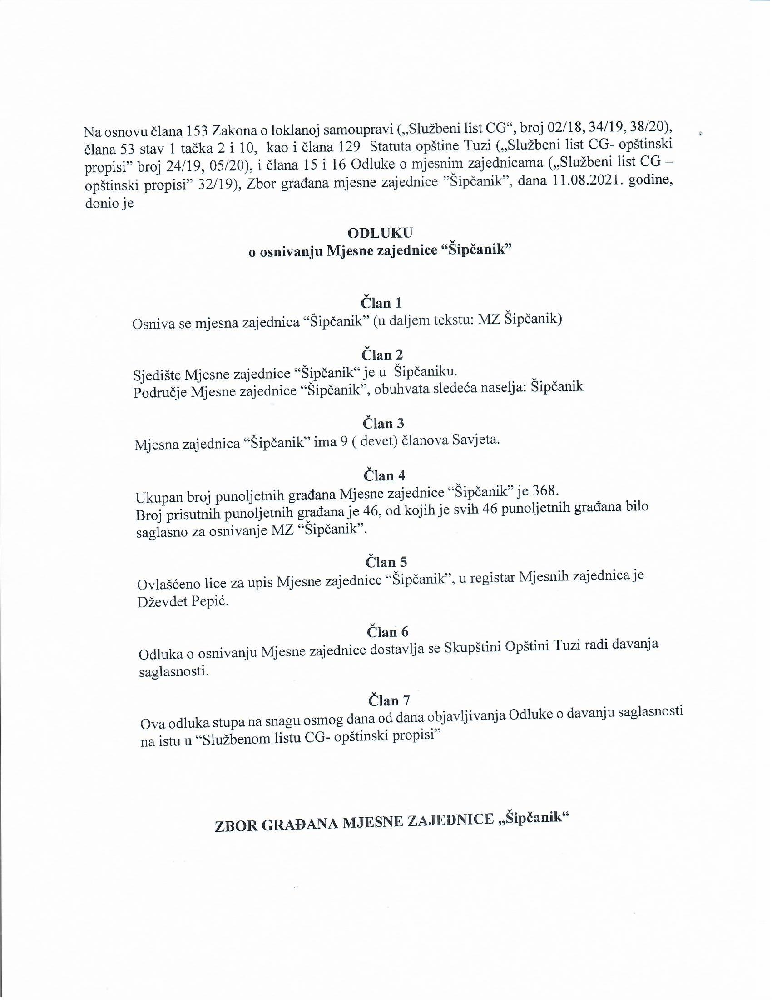 Na osnovu člana 153 Zakona o loklanoj samoupravi („Službeni list CG“, broj 02/18, 34/19, 38/20),
člana 53 stav 1 tačka 2 i 10,  kao i člana 129  Statuta opštine Tuzi („Službeni list CG- opštinski
propisi” broj 24/19, 05/20), i člana 15 i 16 Odluke o mjesnim zajednicama („Službeni list CG –
opštinski propisi” 32/19), Zbor građana mjesne zajednice ”Šipčanik”, dana 11.08.2021. godine,
donio je
ODLUKU
o osnivanju Mjesne zajednice “Šipčanik”
Član 1
Osniva se mjesna zajednica “Šipčanik” (u daljem tekstu: MZ Šipčanik)
Član 2
Sjedište Mjesne zajednice “Šipčanik“ je u  Šipčaniku.
Područje Mjesne zajednice “Šipčanik”, obuhvata sledeća naselja: Šipčanik
Član 3
Mjesna zajednica “Šipčanik” ima 9 ( devet) članova Savjeta.
Član 4
Ukupan broj punoljetnih građana Mjesne zajednice “Šipčanik” je 368.
Broj prisutnih punoljetnih građana je 46, od kojih je svih 46 punoljetnih građana bilo
saglasno za osnivanje MZ “Šipčanik”.
Član 5
Ovlašćeno lice za upis Mjesne zajednice “Šipčanik”, u registar Mjesnih zajednica je
Dževdet Pepić.
Član 6
Odluka o osnivanju Mjesne zajednice dostavlja se Skupštini Opštini Tuzi radi davanja
saglasnosti.
Član 7
Ova odluka stupa na snagu osmog dana od dana objavljivanja Odluke o davanju saglasnosti
na istu u “Službenom listu CG- opštinski propisi”
ZBOR GRAĐANA MJESNE ZAJEDNICE „Šipčanik“